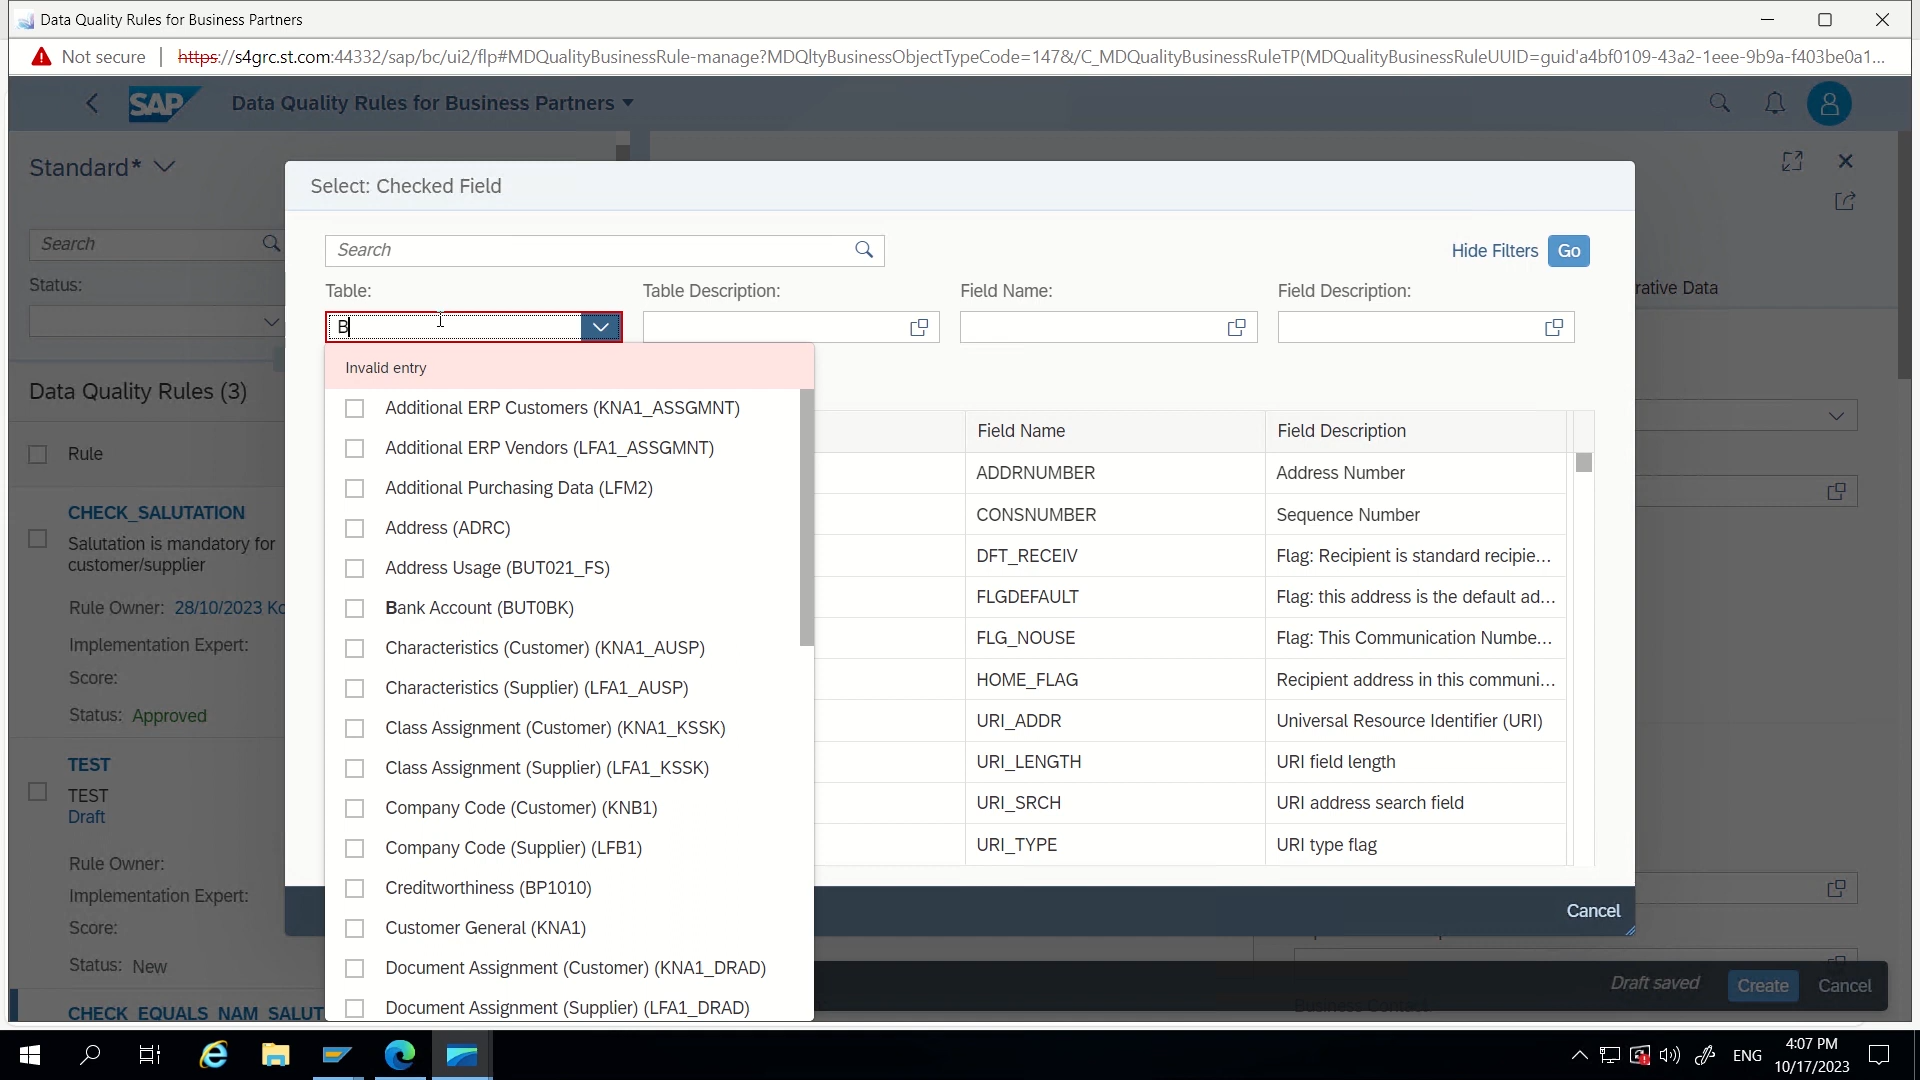 Data Quality Rules for Business Partners
Not secure
https://s4grc.st.com:44332/sap/bc/ui2/flp#MDQualityBusinessRule-manage?MDQltyBusinessObjectTypeCode=147&/C_MDQualityBusinessRuleTP(MDQualityBusinessRuleUUID=guid'a4bf0109-43a2-1eee-9b9a-f403be0a1...
SAP
Data Quality Rules for Business Partners
Standard*
Search
Status:
Data Quality Rules (3)
Rule
CHECK_SALUTATION
Salutation is mandatory for
customer/supplier
Rule Owner: 28/10/2023 Ko
Implementation Expert:
Score:
Status: Approved
TEST
TEST
Draft
Rule Owner:
Implementation Expert:
Score:
Status: New
CHECK_EQUALS_NAM_SALUT
Select: Checked Field
Search
Hide Filters
Go
Table:
Table Description:
Field Name:
Field Description:
B
Invalid entry
Additional ERP Customers (KNA1_ASSGMNT)
Additional ERP Vendors (LFA1_ASSGMNT)
Additional Purchasing Data (LFM2)
Address (ADRC)
Address Usage (BUT021_FS)
Bank Account (BUT0BK)
Characteristics (Customer) (KNA1_AUSP)
Characteristics (Supplier) (LFA1_AUSP)
Class Assignment (Customer) (KNA1_KSSK)
Class Assignment (Supplier) (LFA1_KSSK)
Company Code (Customer) (KNB1)
Company Code (Supplier) (LFB1)
Creditworthiness (BP1010)
Customer General (KNA1)
Document Assignment (Customer) (KNA1_DRAD)
Document Assignment (Supplier) (LFA1_DRAD)
Field Name
Field Description
ADDRNUMBER
Address Number
CONSNUMBER
Sequence Number
DFT_RECEIV
Flag: Recipient is standard recipie...
FLGDEFAULT
Flag: this address is the default ad...
FLG_NOUSE
Flag: This Communication Numbe...
HOME_FLAG
Recipient address in this communi...
URI_ADDR
Universal Resource Identifier (URI)
URI_LENGTH
URI field length
URI_SRCH
URI address search field
URI_TYPE
URI type flag
Cancel
rative Data
Draft saved
Create
Cancel
Business Contact
ENG
4:07 PM
10/17/2023